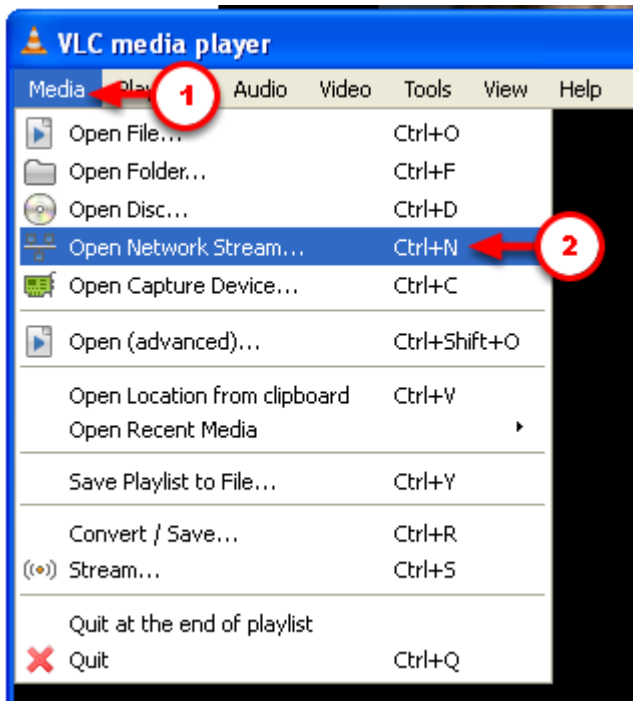 VLC media player
Media Audio Video Tools View Help
1
Open File... Ctrl+O
Open Folder... Ctrl+F
Open Disc... Ctrl+D
Open Network Stream... Ctrl+N
2
Open Capture Device... Ctrl+C
Open (advanced)... Ctrl+Shift+O
Open Location from clipboard Ctrl+V
Open Recent Media
Save Playlist to File... Ctrl+Y
Convert / Save... Ctrl+R
Stream... Ctrl+S
Quit at the end of playlist
Quit Ctrl+Q